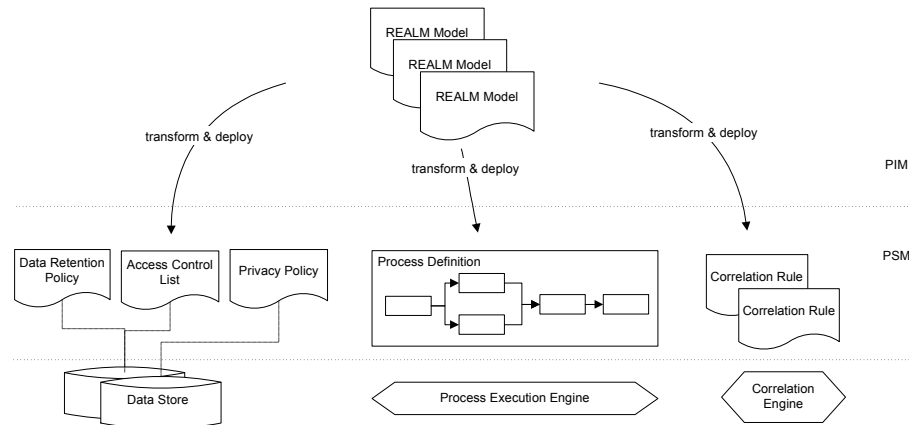 REALM Model
REALM Model
REALM Model
transform & deploy
transform & deploy
transform & deploy
PIM
Data Retention
Policy
Access Control
List
Privacy Policy
Process Definition
Correlation Rule
Correlation Rule
PSM
Data Store
Process Execution Engine
Correlation
Engine